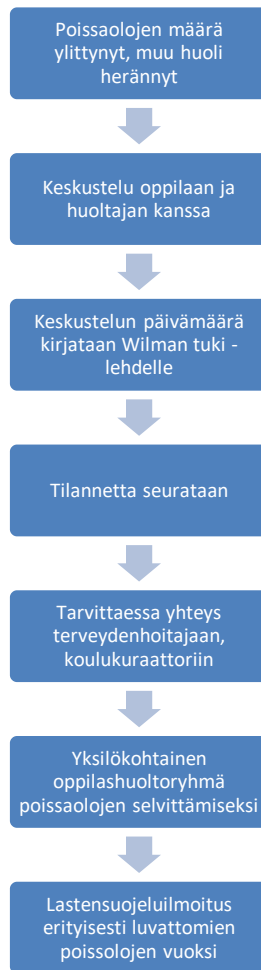 Poissaolojen määrä
ylittynyt, muu huoli
herännyt
Keskustelu oppilaan ja
huoltajan kanssa
Keskustelun päivämäärä
kirjataan Wilman tuki -
lehdelle
Tilannetta seurataan
Tarvittaessa yhteys
terveydenhoitajaan,
koulukuraattoriin
Yksilökohtainen
oppilashuoltoryhmä
poissaolojen selvittämiseksi
Lastensuojeluilmoitus
erityisesti luvattomien
poissolojen vuoksi